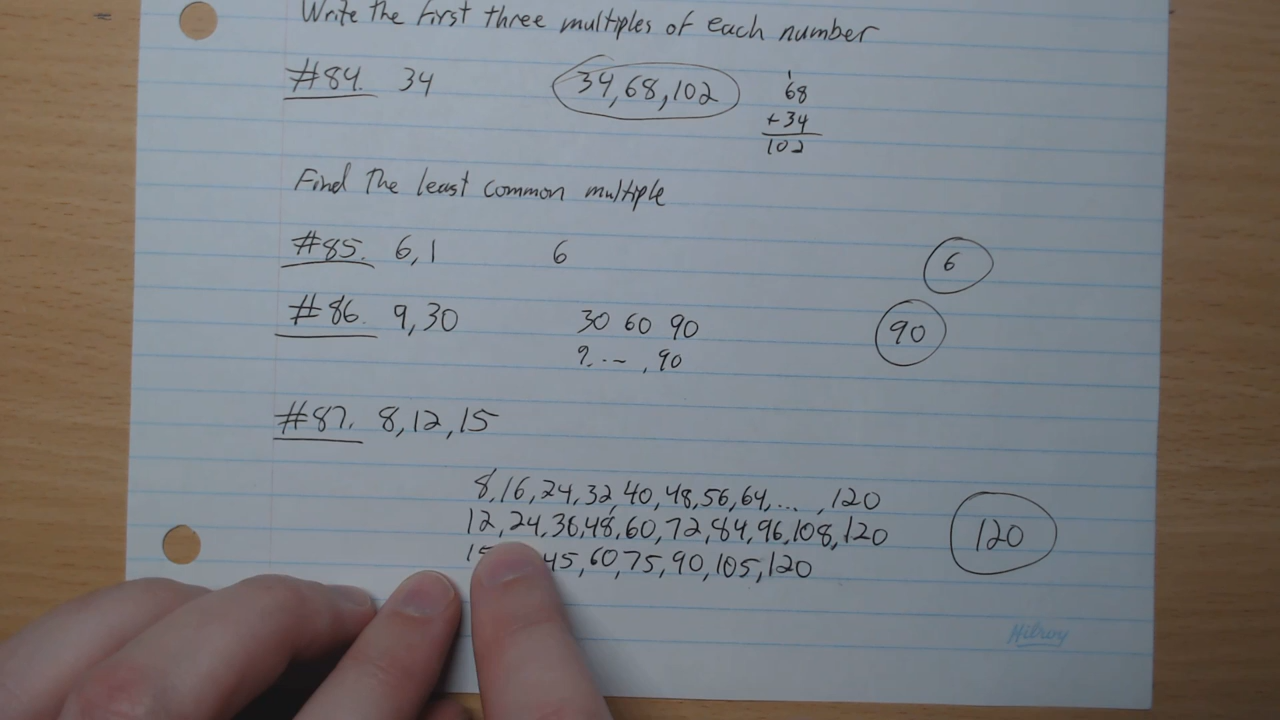 Write the first three multiples of each number
#84. 34 34,68,102 1
68
+34
102
Find the least common multiple
#85. 6,1 6 6
#86. 9,30 30 60 90 90
9...,90
#87. 8,12,15
8,16,24,32,40,48,56,64,...,120
12,24,36,48,60,72,84,96,108,120 120
45,60,75,90,105,120
Hilroy